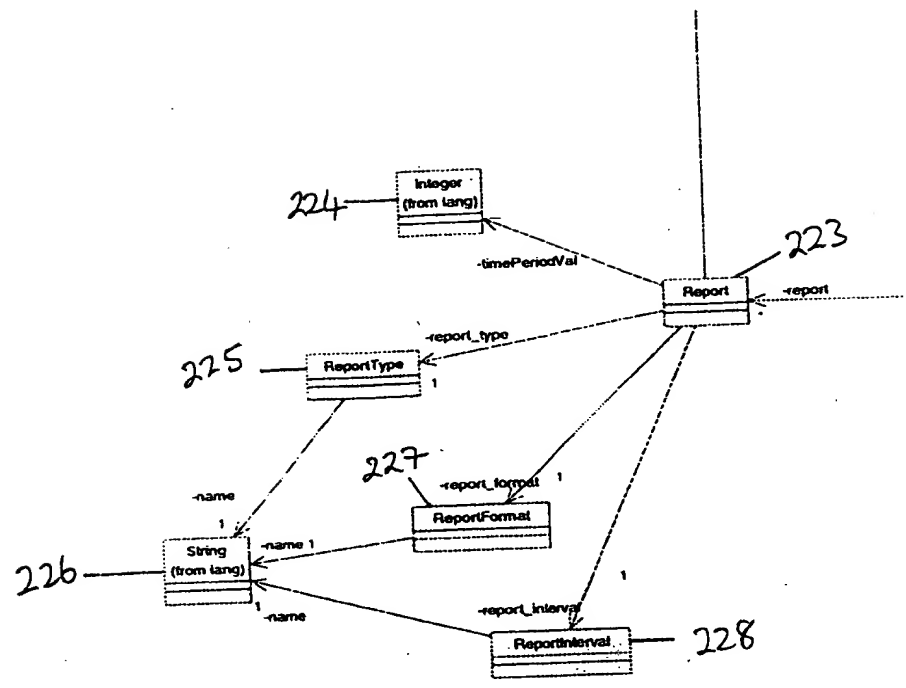 Integer
(from lang)
224
223
-timePeriodVal
Report
-report
-report_type
225
ReportType
1
227
-report_format 1
-name
1
ReportFormat
String
(from lang)
-name 1
226
1
-name
1
-report_interval
ReportInterval
228